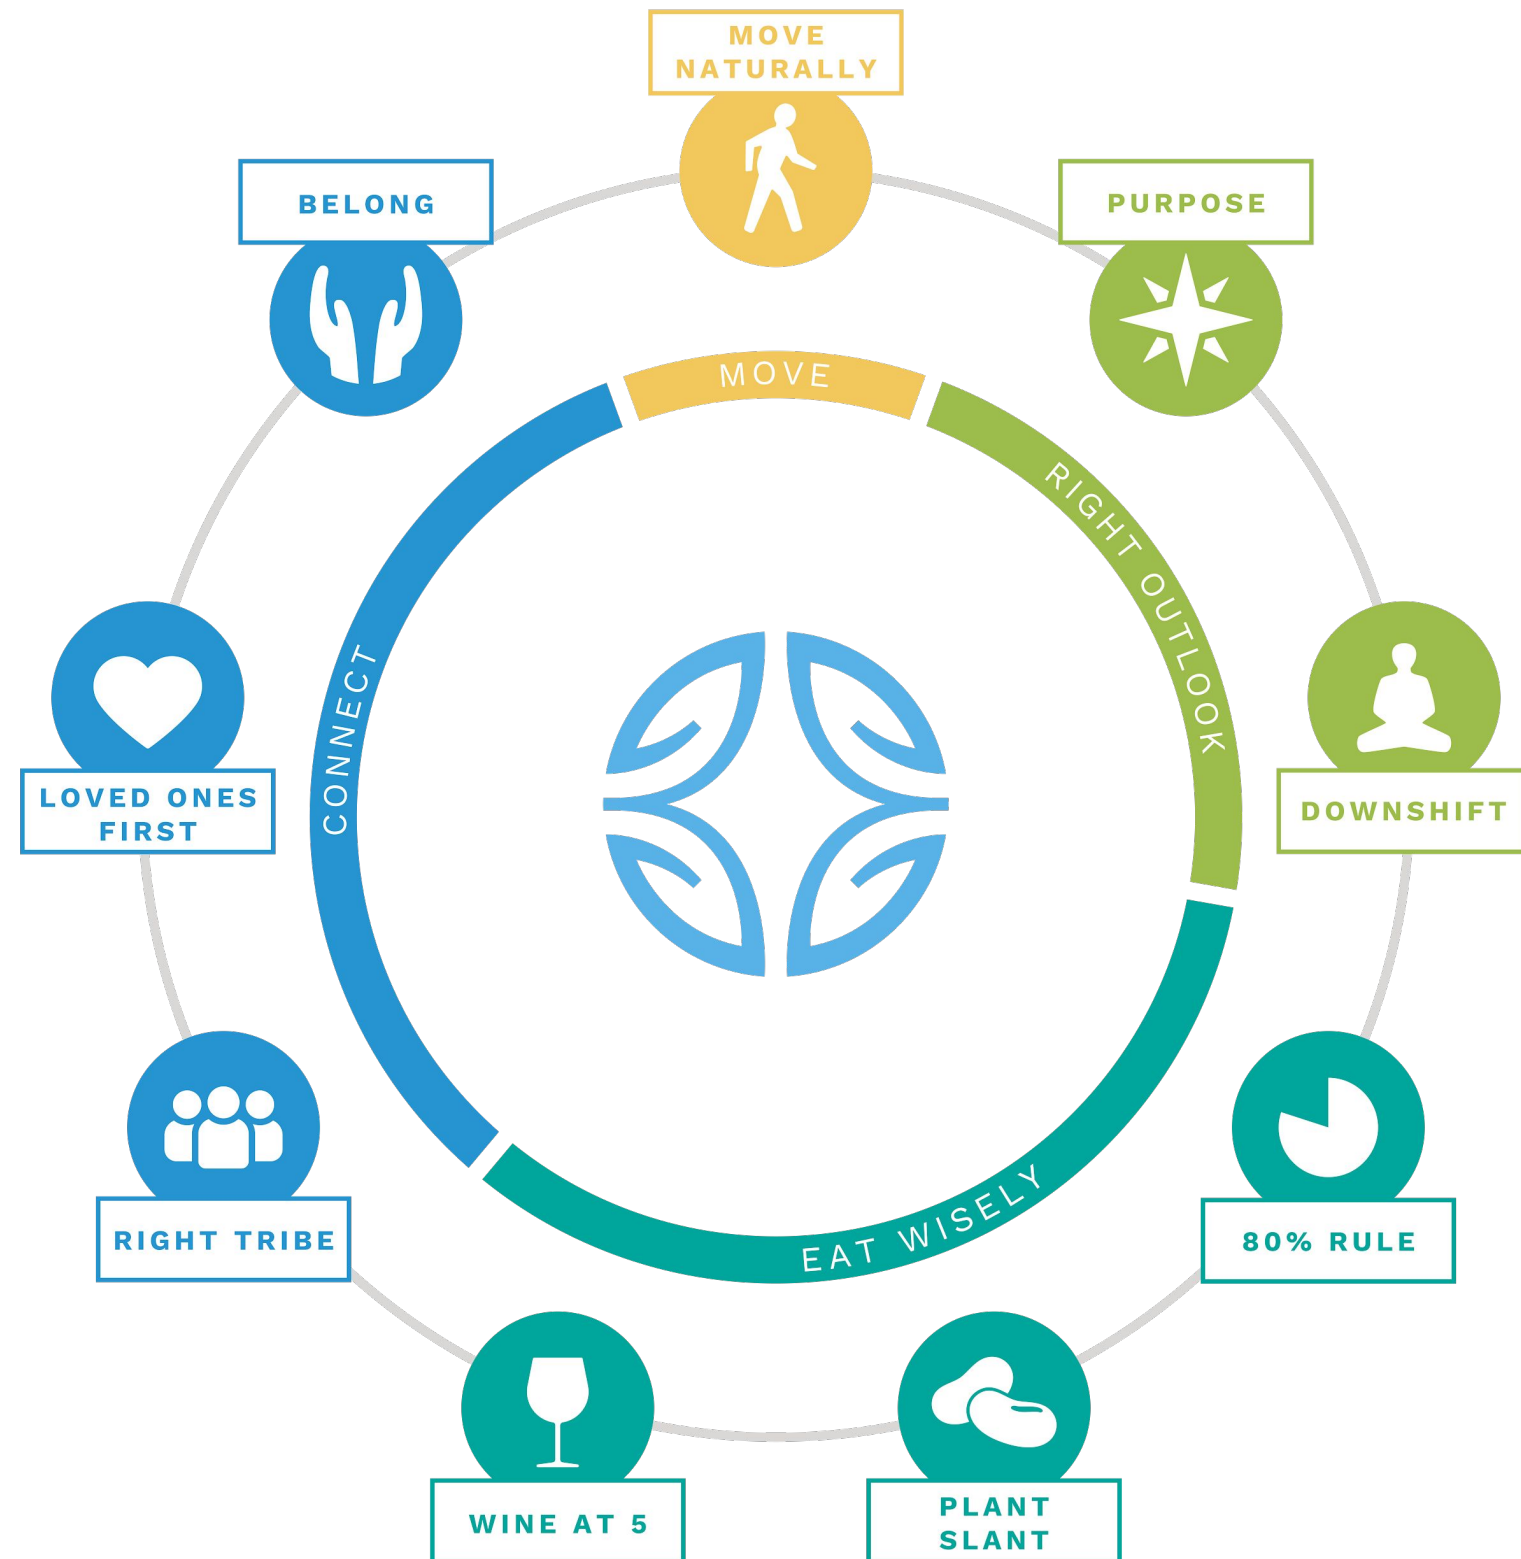 MOVE
NATURALLY
BELONG
PURPOSE
MOVE
RIGHT OUTLOOK
CONNECT
LOVED ONES
FIRST
DOWNSHIFT
EAT WISELY
RIGHT TRIBE
80% RULE
WINE AT 5
PLANT
SLANT